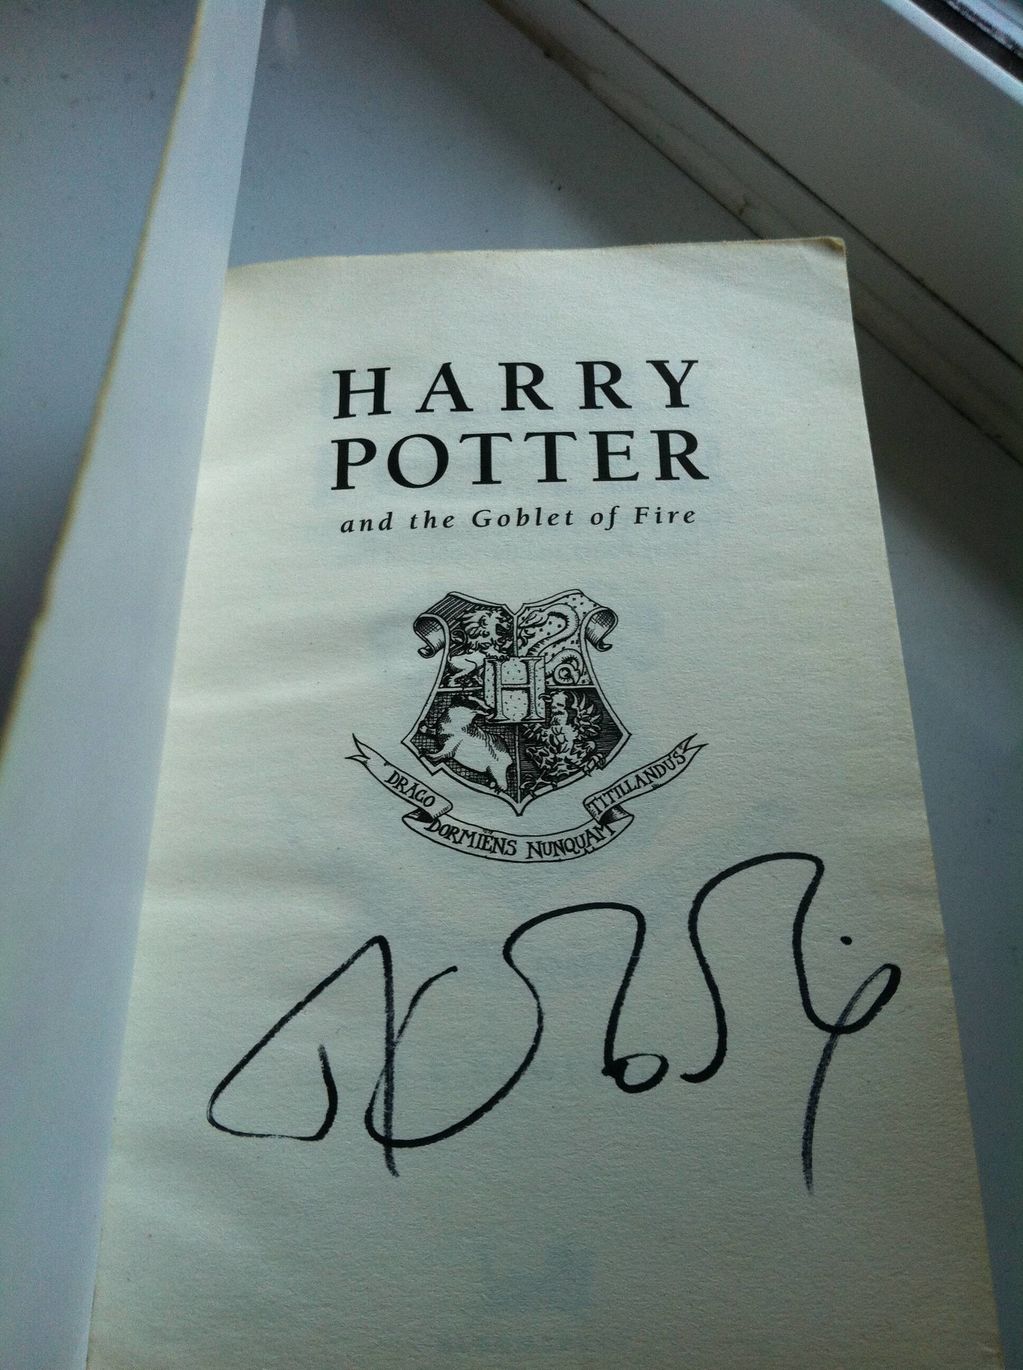 HARRY
POTTER
and the Goblet of Fire
H
DRACO DORMIENS NUNQUAM TITILLANDUS